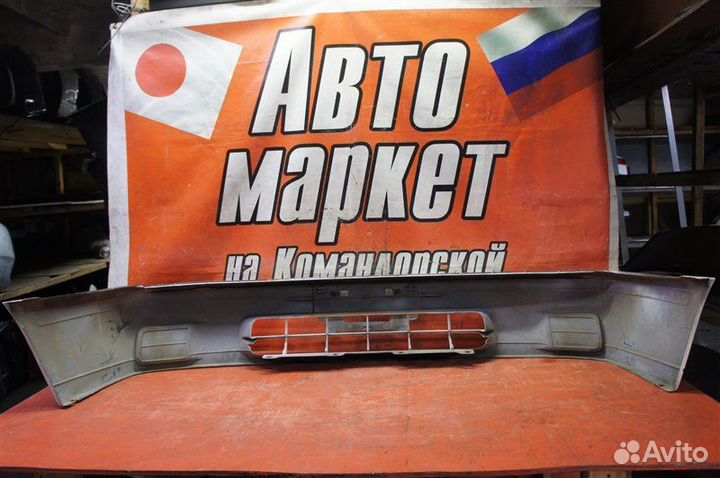 Авто
маркет
на Командорской
Avito